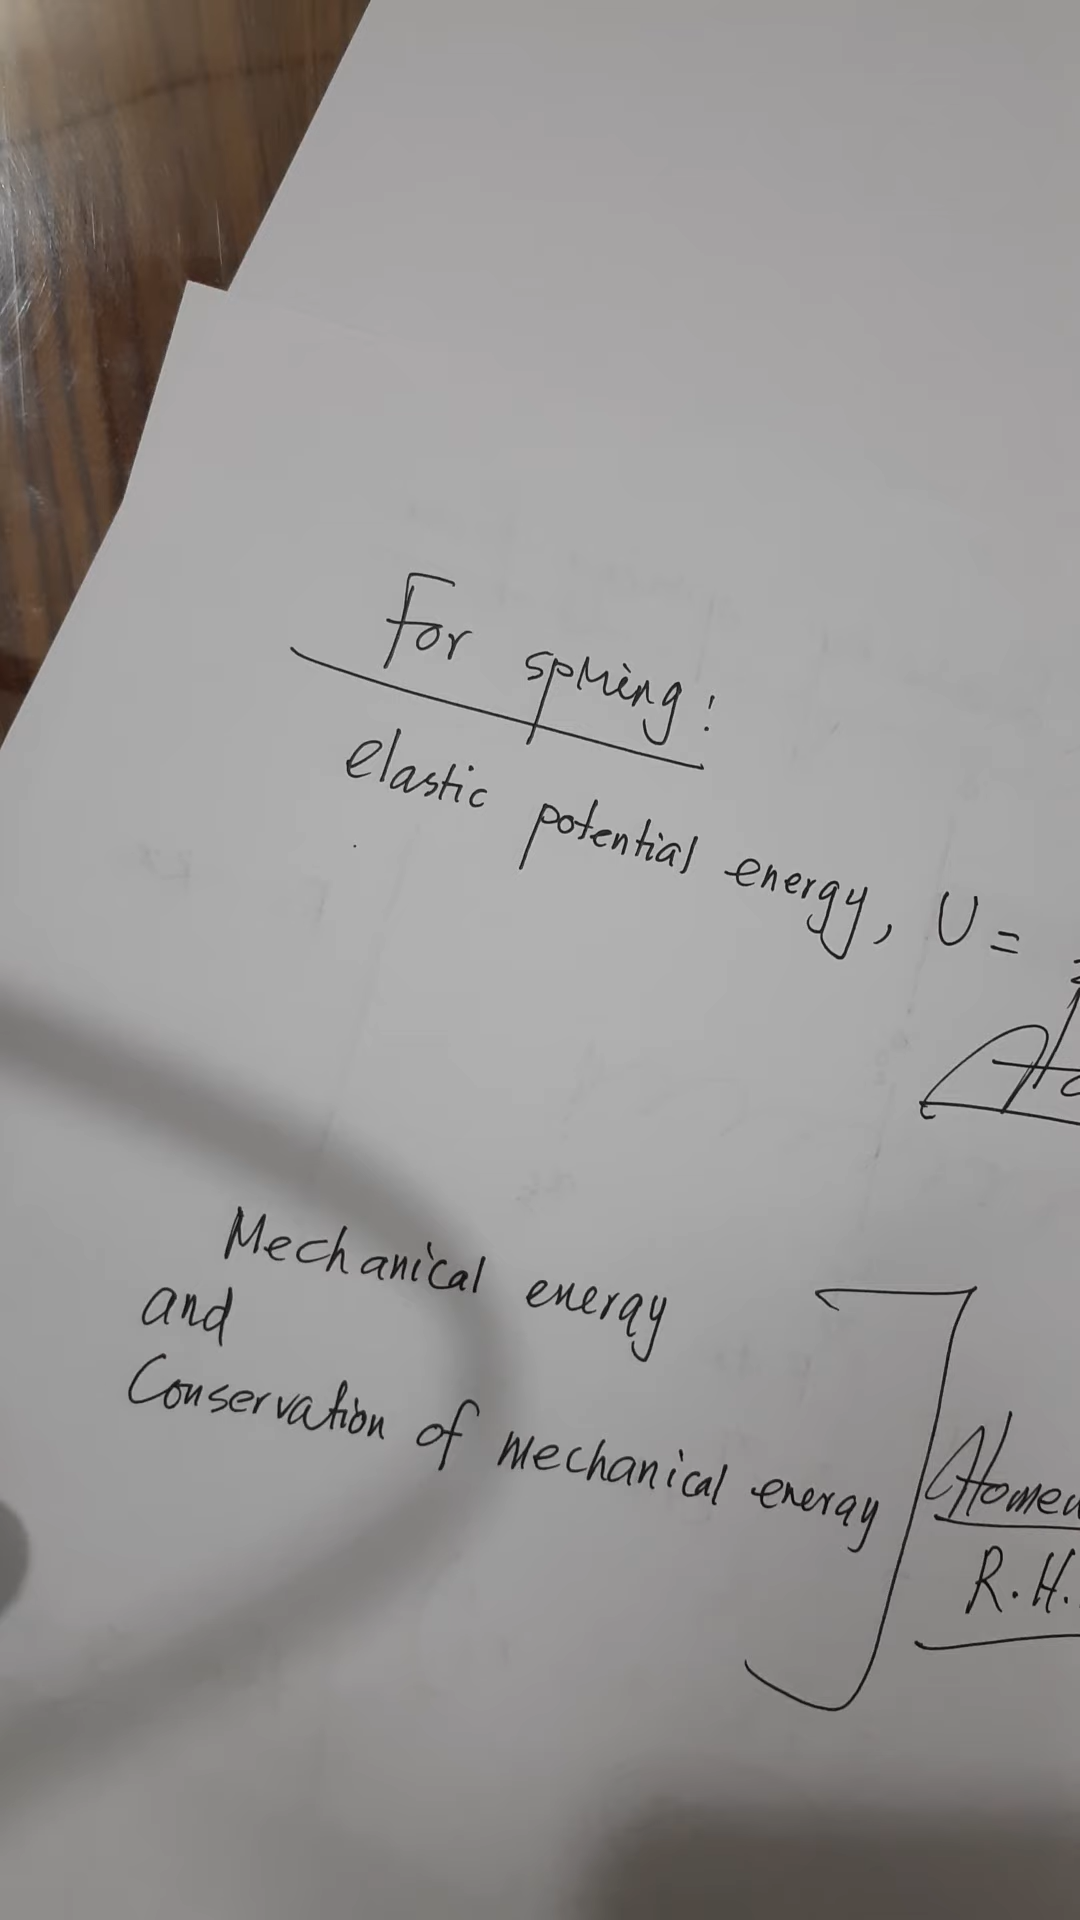 For spring:
elastic potential energy, U =
Mechanical energy
and
Conservation of mechanical energy
R.H.